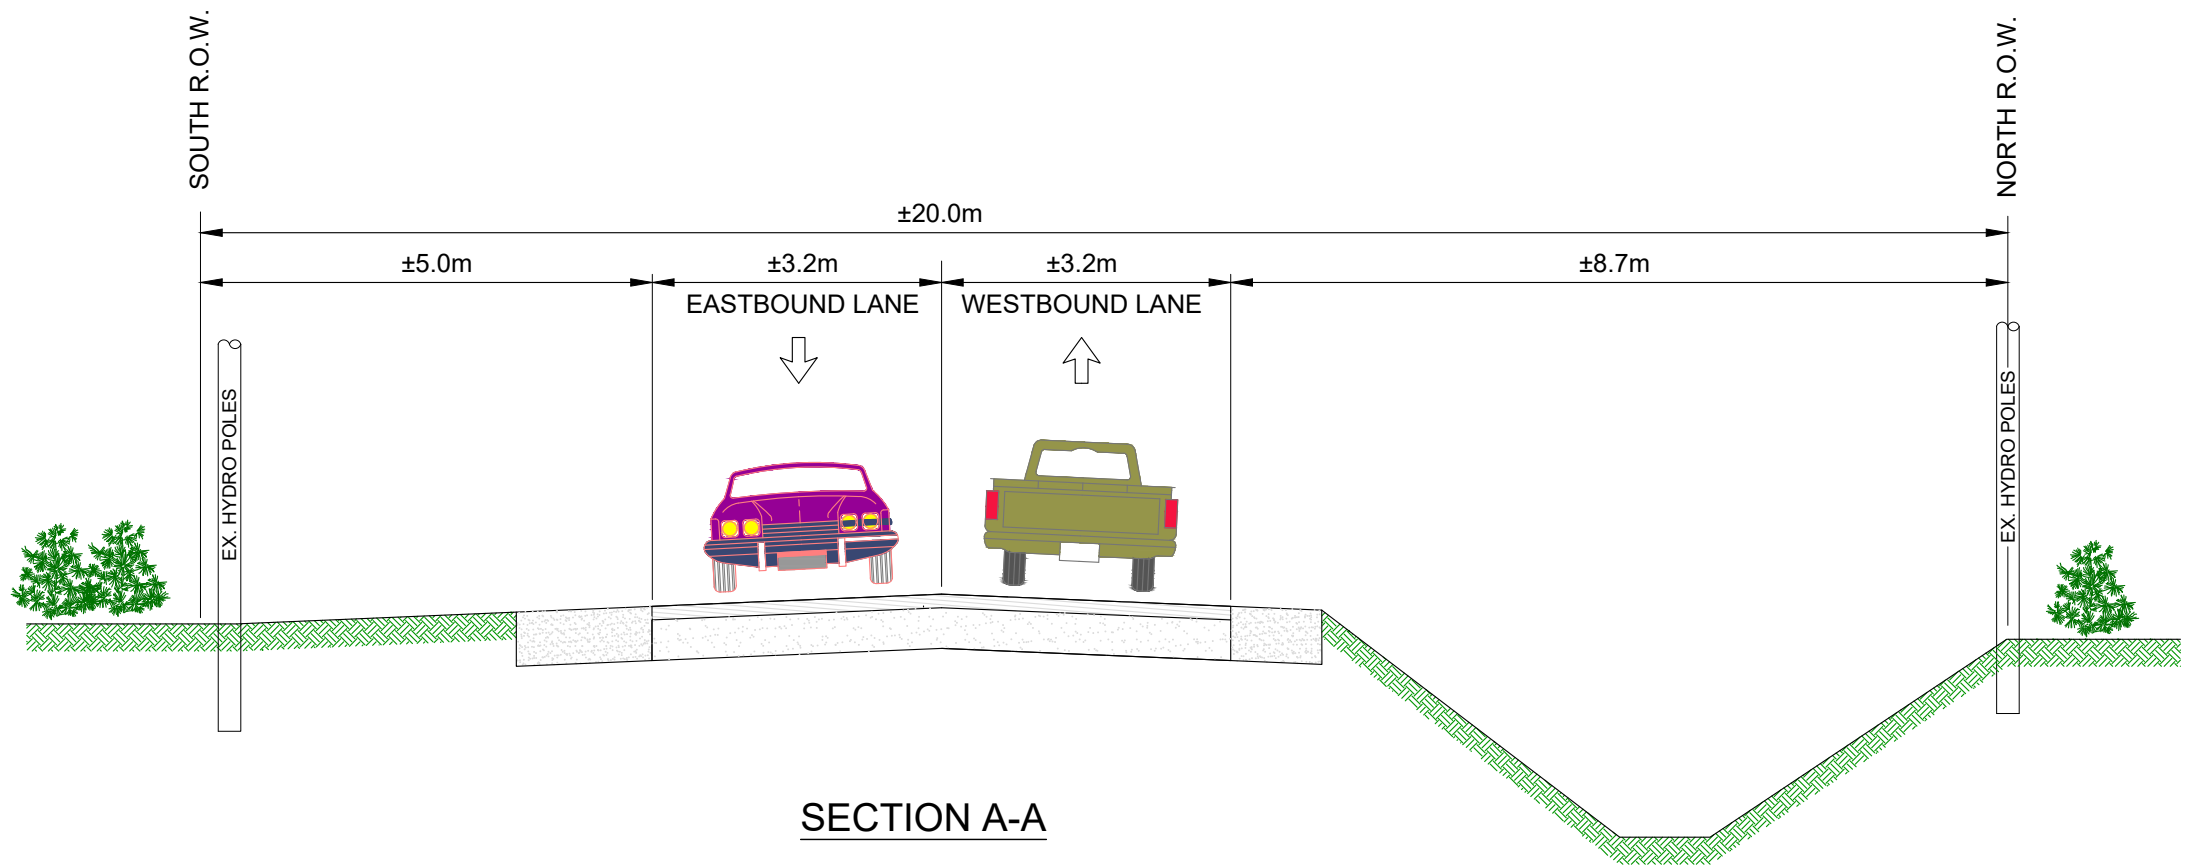 SOUTH R.O.W.
NORTH R.O.W.
±20.0m
±5.0m
±3.2m
±3.2m
±8.7m
EASTBOUND LANE
WESTBOUND LANE
EX. HYDRO POLES
EX. HYDRO POLES
SECTION A-A